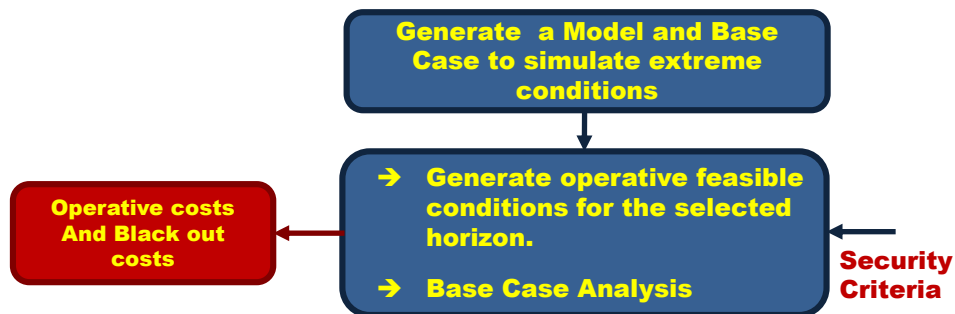 Generate a Model and Base
Case to simulate extreme
conditions
➔ Generate operative feasible
conditions for the selected
horizon.
➔ Base Case Analysis
Operative costs
And Black out
costs
Security
Criteria